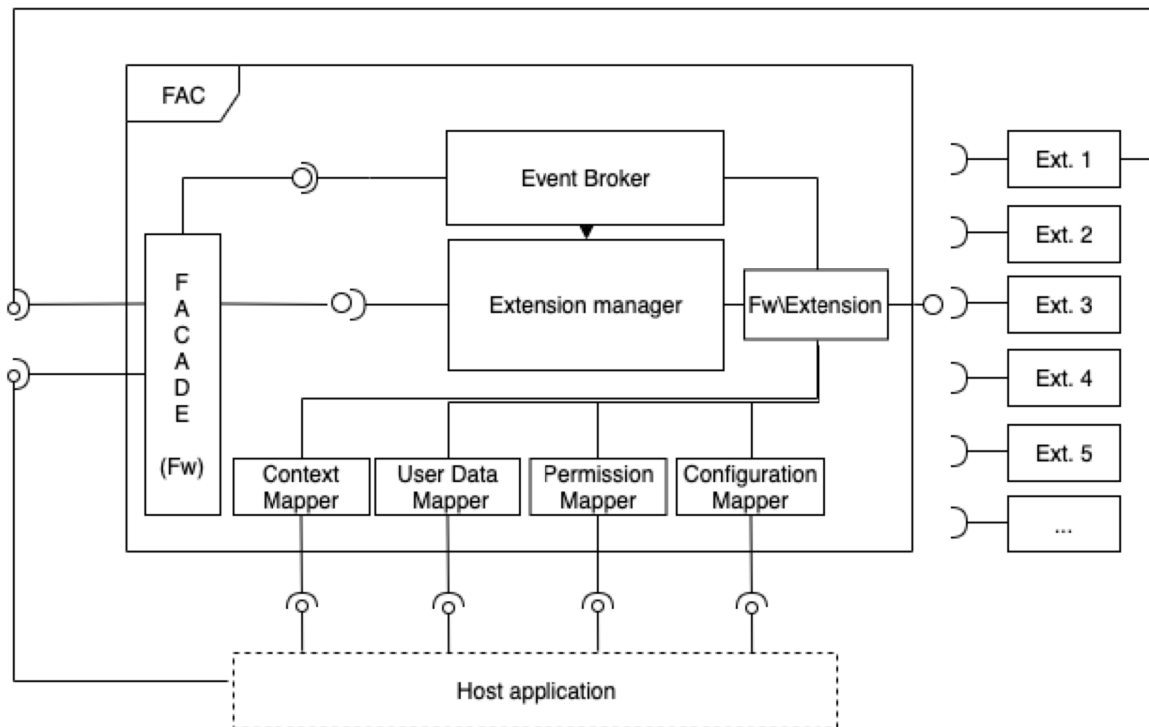 FAC
Event Broker
Ext. 1
Ext. 2
F
A
C
A
D
E
(Fw)
Extension manager
Fw\Extension
Ext. 3
Ext. 4
Ext. 5
...
Context
Mapper
User Data
Mapper
Permission
Mapper
Configuration
Mapper
Host application